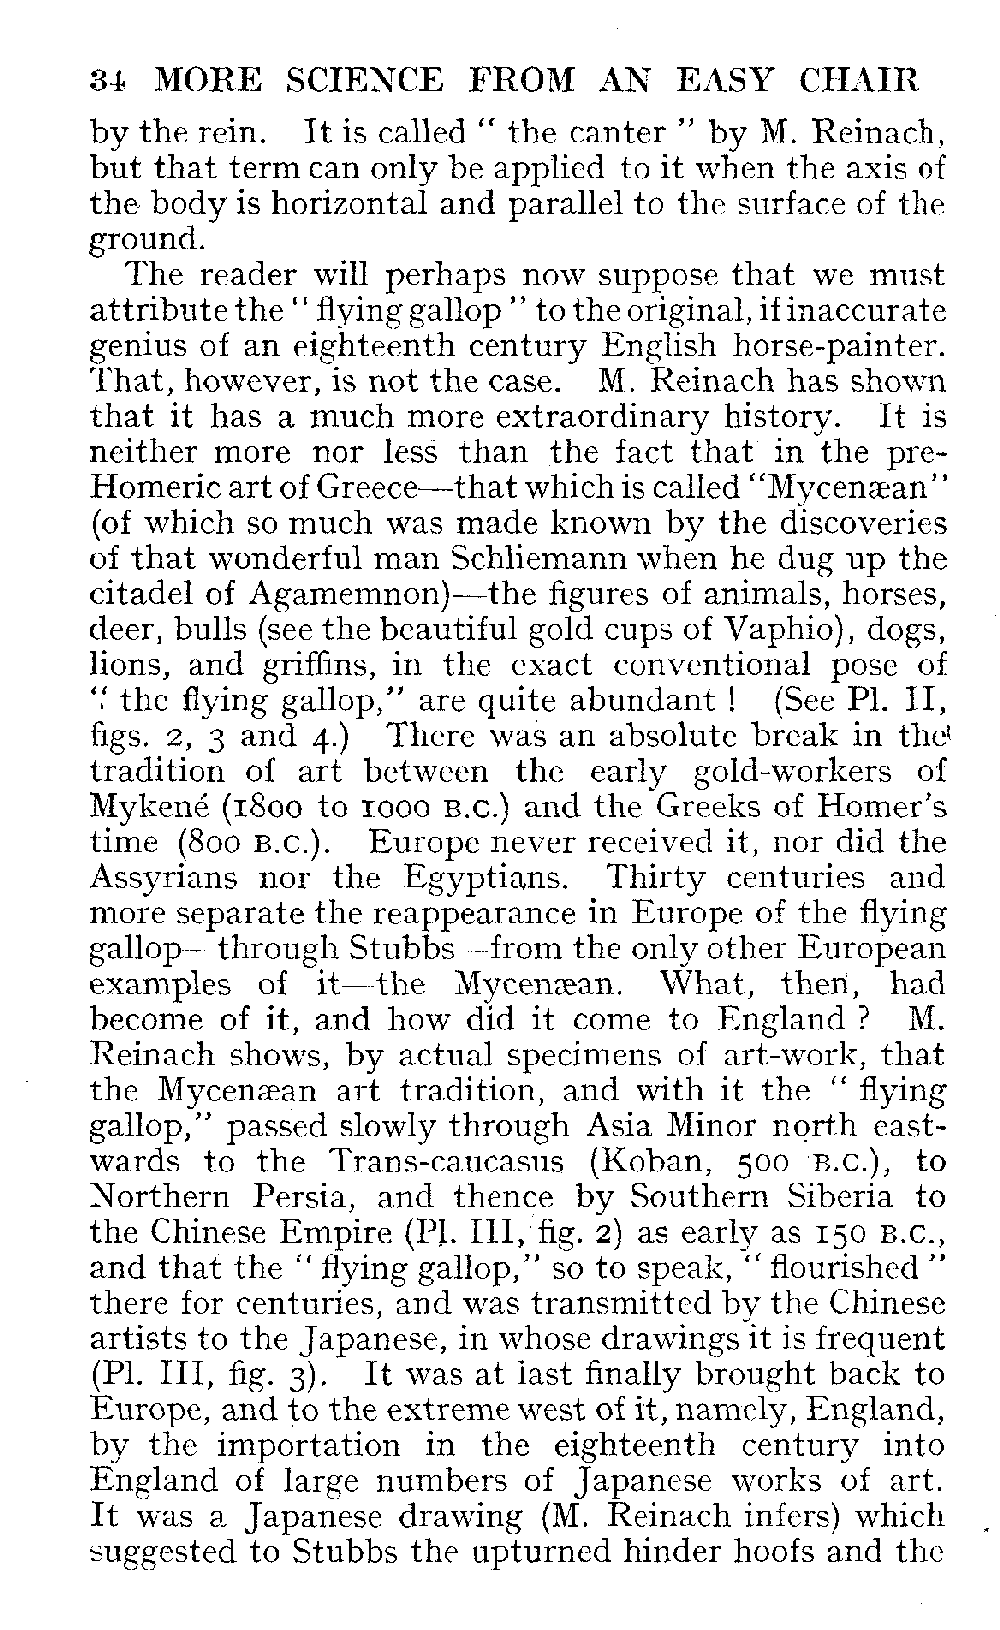 34 MORE SCIENCE FROM AN EASY CHAIR
by the rein. It is called “ the canter ” by M. Reinach,
but that term can only be applied to it when the axis of
the body is horizontal and parallel to the surface of the
ground.
The reader will perhaps now suppose that we must
attribute the “ flying gallop ” to the original, if inaccurate
genius of an eighteenth century English horse-painter.
That, however, is not the case. M. Reinach has shown
that it has a much more extraordinary history. It is
neither more nor less than the fact that in the pre-
Homeric art of Greece—that which is called “Mycenæan”
(of which so much was made known by the discoveries
of that wonderful man Schliemann when he dug up the
citadel of Agamemnon)—the figures of animals, horses,
deer, bulls (see the beautiful gold cups of Vaphio), dogs,
lions, and griffins, in the exact conventional pose of
“ the flying gallop,” are quite abundant ! (See Pl. II,
figs. 2, 3 and 4.) There was an absolute break in the
tradition of art between the early gold-workers of
Mykené (1800 to 1000 B.C.) and the Greeks of Homer’s
time (800 B.C.). Europe never received it, nor did the
Assyrians nor the Egyptians. Thirty centuries and
more separate the reappearance in Europe of the flying
gallop—through Stubbs—from the only other European
examples of it—the Mycenæan. What, then, had
become of it, and how did it come to England ? M.
Reinach shows, by actual specimens of art-work, that
the Mycenæan art tradition, and with it the “ flying
gallop,” passed slowly through Asia Minor north east-
wards to the Trans-caucasus (Koban, 500 B.C.), to
Northern Persia, and thence by Southern Siberia to
the Chinese Empire (Pl. III, fig. 2) as early as 150 B.C.,
and that the “ flying gallop,” so to speak, “ flourished ”
there for centuries, and was transmitted by the Chinese
artists to the Japanese, in whose drawings it is frequent
(Pl. III, fig. 3). It was at last finally brought back to
Europe, and to the extreme west of it, namely, England,
by the importation in the eighteenth century into
England of large numbers of Japanese works of art.
It was a Japanese drawing (M. Reinach infers) which
suggested to Stubbs the upturned hinder hoofs and the